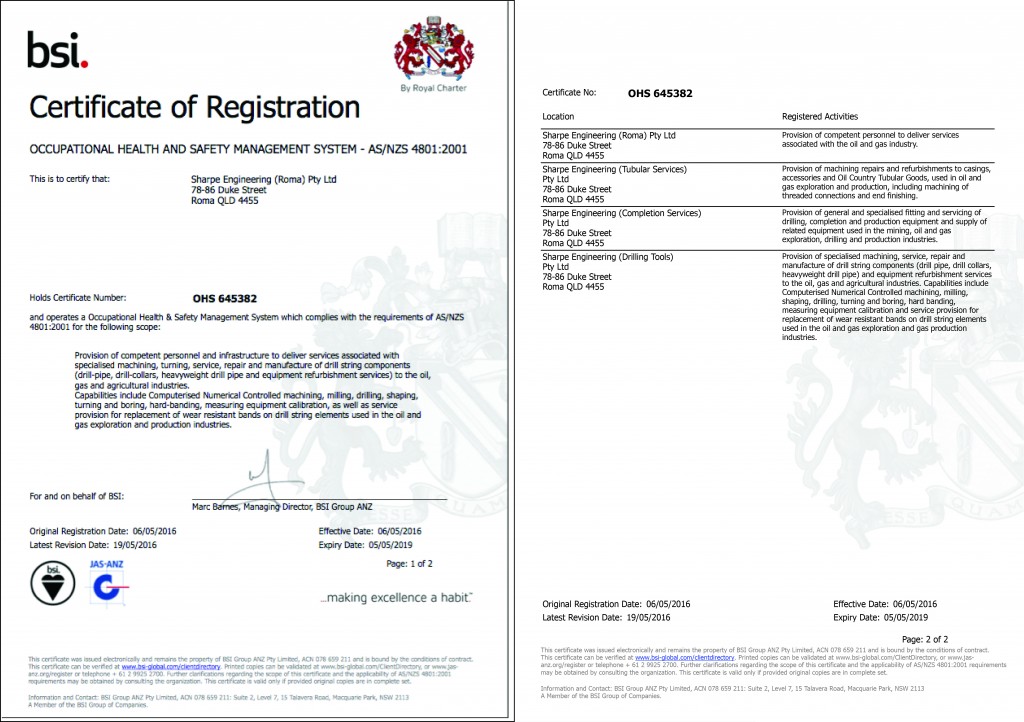 bsi.
By Royal Charter
Certificate of Registration
OCCUPATIONAL HEALTH AND SAFETY MANAGEMENT SYSTEM - AS/NZS 4801:2001
This is to certify that:
Sharpe Engineering (Roma) Pty Ltd
78-86 Duke Street
Roma QLD 4455
Holds Certificate Number:
OHS 645382
and operates a Occupational Health & Safety Management System which complies with the requirements of AS/NZS
4801:2001 for the following scope:
Provision of competent personnel and infrastructure to deliver services associated with
specialised machining, turning, service, repair and manufacture of drill string components
(drill-pipe, drill-collars, heavyweight drill pipe and equipment refurbishment services) to the oil,
gas and agricultural industries.
Capabilities include Computerised Numerical Controlled machining, milling, drilling, shaping,
turning and boring, hard-banding, measuring equipment calibration, as well as service
provision for replacement of wear resistant bands on drill string elements used in the oil and
gas exploration and production industries.
For and on behalf of BSI:
Marc Barnes, Managing Director, BSI Group ANZ
Original Registration Date: 06/05/2016
Effective Date: 06/05/2016
Latest Revision Date: 19/05/2016
Expiry Date: 05/05/2019
Page: 1 of 2
bsi.
JAS-ANZ
...making excellence a habit.™
This certificate was issued electronically and remains the property of BSI Group ANZ Pty Limited, ACN 078 659 211 and is bound by the conditions of contract.
This certificate can be verified at www.bsi-global.com/clientdirectory. Printed copies can be validated at www.bsi-global.com/ClientDirectory, or www.jas-
anz.org/register or telephone + 61 2 9925 2700. Further clarifications regarding the scope of this certificate and the applicability of AS/NZS 4801:2001
requirements may be obtained by consulting the organization. This certificate is valid only if provided original copies are in complete set.
Information and Contact: BSI Group ANZ Pty Limited, ACN 078 659 211: Suite 2, Level 7, 15 Talavera Road, Macquarie Park, NSW 2113
A Member of the BSI Group of Companies.
Certificate No:
OHS 645382
Location
Registered Activities
Sharpe Engineering (Roma) Pty Ltd
78-86 Duke Street
Roma QLD 4455
Provision of competent personnel to deliver services
associated with the oil and gas industry.
Sharpe Engineering (Tubular Services)
Pty Ltd
78-86 Duke Street
Roma QLD 4455
Provision of machining repairs and refurbishments to casings,
accessories and Oil Country Tubular Goods, used in oil and
gas exploration and production, including machining of
threaded connections and end finishing.
Sharpe Engineering (Completion Services)
Pty Ltd
78-86 Duke Street
Roma QLD 4455
Provision of general and specialised fitting and servicing of
drilling, completion and production equipment and supply of
related equipment used in the mining, oil and gas
exploration, drilling and production industries.
Sharpe Engineering (Drilling Tools)
Pty Ltd
78-86 Duke Street
Roma QLD 4455
Provision of specialised machining, service, repair and
manufacture of drill string components (drill pipe, drill collars,
heavyweight drill pipe) and equipment refurbishment services
to the oil, gas and agricultural industries. Capabilities include
Computerised Numerical Controlled machining, milling,
shaping, drilling, turning and boring, hard banding,
measuring equipment calibration and service provision for
replacement of wear resistant bands on drill string elements
used in the oil and gas exploration and gas production
industries.
Original Registration Date: 06/05/2016
Effective Date: 06/05/2016
Latest Revision Date: 19/05/2016
Expiry Date: 05/05/2019
Page: 2 of 2
This certificate was issued electronically and remains the property of BSI Group ANZ Pty Limited, ACN 078 659 211 and is bound by the conditions of contract.
This certificate can be verified at www.bsi-global.com/clientdirectory. Printed copies can be validated at www.bsi-global.com/ClientDirectory, or www.jas-
anz.org/register or telephone + 61 2 9925 2700. Further clarifications regarding the scope of this certificate and the applicability of AS/NZS 4801:2001 requirements
may be obtained by consulting the organization. This certificate is valid only if provided original copies are in complete set.
Information and Contact: BSI Group ANZ Pty Limited, ACN 078 659 211: Suite 2, Level 7, 15 Talavera Road, Macquarie Park, NSW 2113
A Member of the BSI Group of Companies.